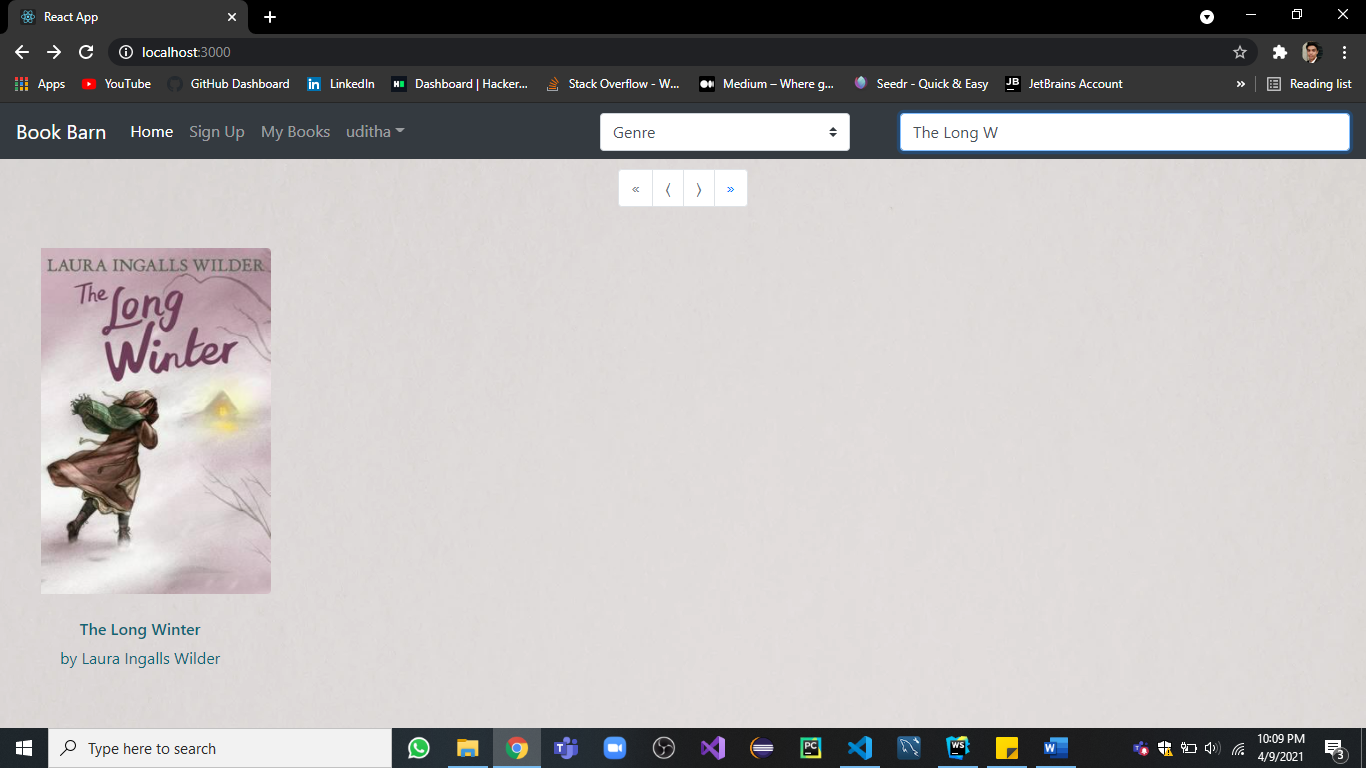 React App
localhost:3000
Apps YouTube GitHub Dashboard LinkedIn Dashboard | Hacker... Stack Overflow - W... Medium – Where g... Seedr - Quick & Easy JetBrains Account » Reading list
Book Barn Home Sign Up My Books uditha Genre The Long W
« ⟨ ⟩ »
LAURA INGALLS WILDER
The
Long
Winter
The Long Winter
by Laura Ingalls Wilder
Type here to search
10:09 PM
4/9/2021
3